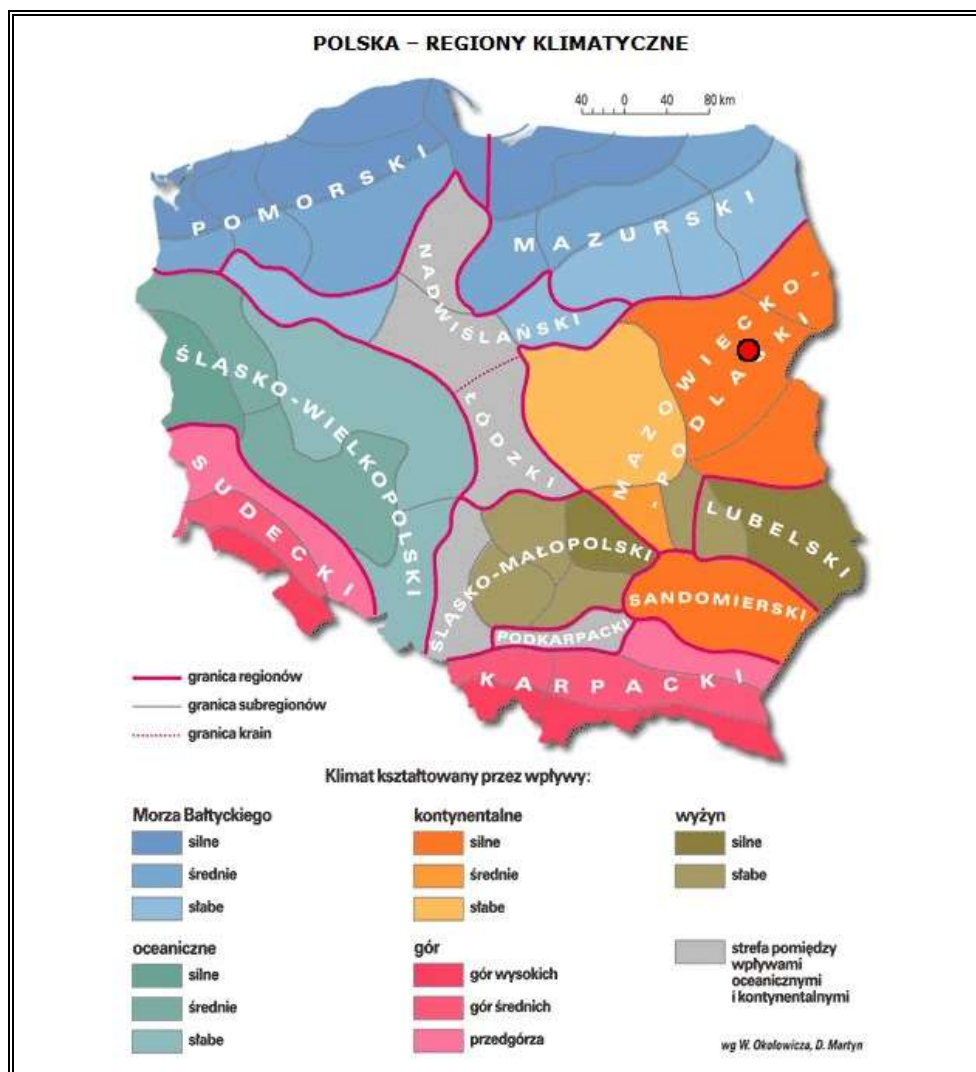 POLSKA – REGIONY KLIMATYCZNE
40 0 40 80 km
POMORSKI
MAZURSKI
NADWIŚLAŃSKI
MAZOWIECKO-
-PODLASKI
ŚLĄSKO-WIELKOPOLSKI
ŁÓDZKI
SUDECKI
LUBELSKI
ŚLĄSKO-MAŁOPOLSKI
SANDOMIERSKI
PODKARPACKI
KARPACKI
granica regionów
granica subregionów
granica krain
Klimat kształtowany przez wpływy:
Morza Bałtyckiego
silne
średnie
słabe
kontynentalne
silne
średnie
słabe
wyżyn
silne
słabe
oceaniczne
silne
średnie
słabe
gór
gór wysokich
gór średnich
przedgórza
strefa pomiędzy
wpływami
oceanicznymi
i kontynentalnymi
wg W. Okołowicza, D. Martyn